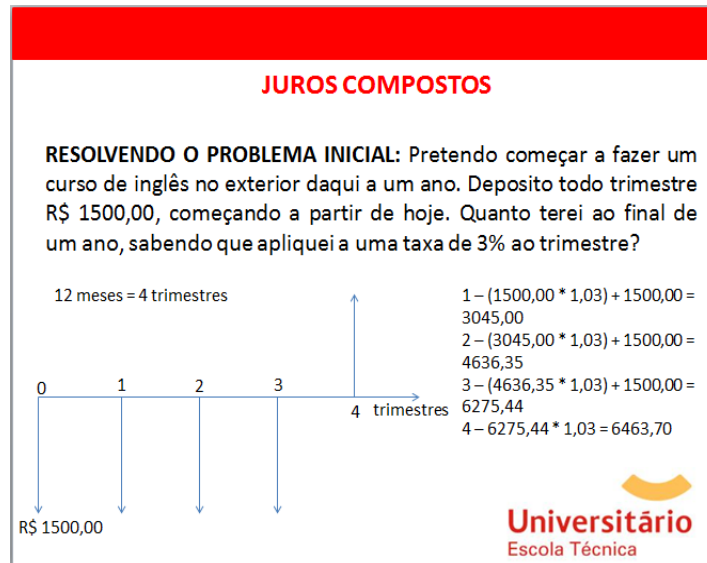 JUROS COMPOSTOS
RESOLVENDO O PROBLEMA INICIAL: Pretendo começar a fazer um
curso de inglês no exterior daqui a um ano. Deposito todo trimestre
R$ 1500,00, começando a partir de hoje. Quanto terei ao final de
um ano, sabendo que apliquei a uma taxa de 3% ao trimestre?
12 meses = 4 trimestres
0
1
2
3
4 trimestres
R$ 1500,00
1 – (1500,00 * 1,03) + 1500,00 =
3045,00
2 – (3045,00 * 1,03) + 1500,00 =
4636,35
3 – (4636,35 * 1,03) + 1500,00 =
6275,44
4 – 6275,44 * 1,03 = 6463,70
Universitário
Escola Técnica